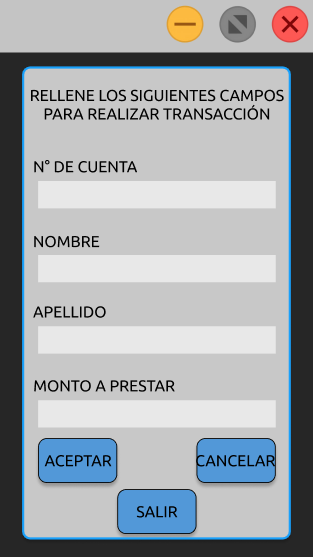 RELLENE LOS SIGUIENTES CAMPOS
PARA REALIZAR TRANSACCIÓN
N° DE CUENTA
NOMBRE
APELLIDO
MONTO A PRESTAR
ACEPTAR
CANCELAR
SALIR